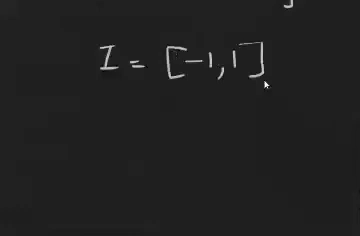 I = [-1, 1]